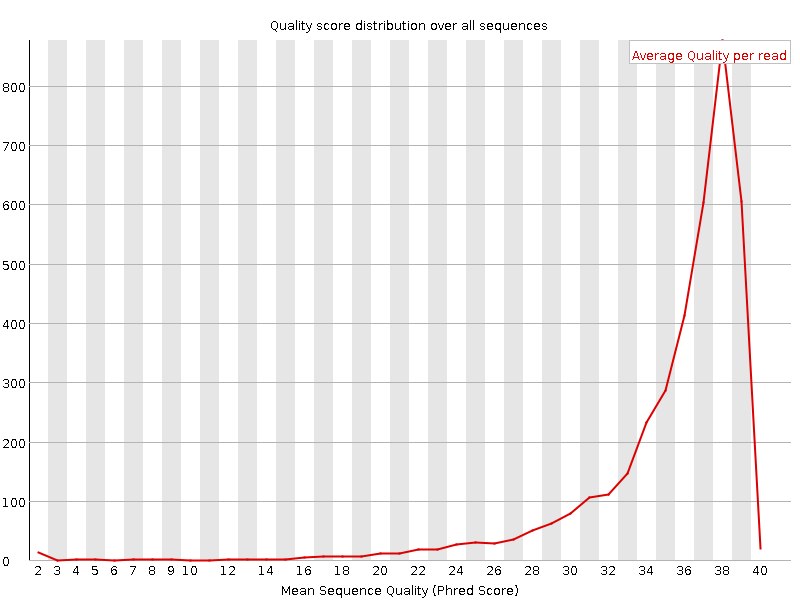 Quality score distribution over all sequences
Average Quality per read
800
700
600
500
400
300
200
100
0
2 3 4 5 6 7 8 9 10 12 14 16 18 20 22 24 26 28 30 32 34 36 38 40
Mean Sequence Quality (Phred Score)